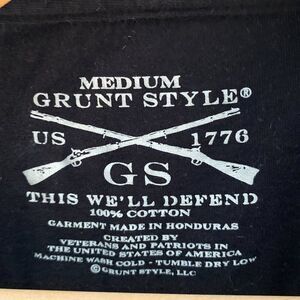 MEDIUM
GRUNT STYLE®
US 1776
GS
THIS WE'LL DEFEND
100% COTTON
GARMENT MADE IN HONDURAS
CREATED BY
VETERANS AND PATRIOTS IN
THE UNITED STATES OF AMERICA
MACHINE WASH COLD - TUMBLE DRY LOW
©GRUNT STYLE, LLC